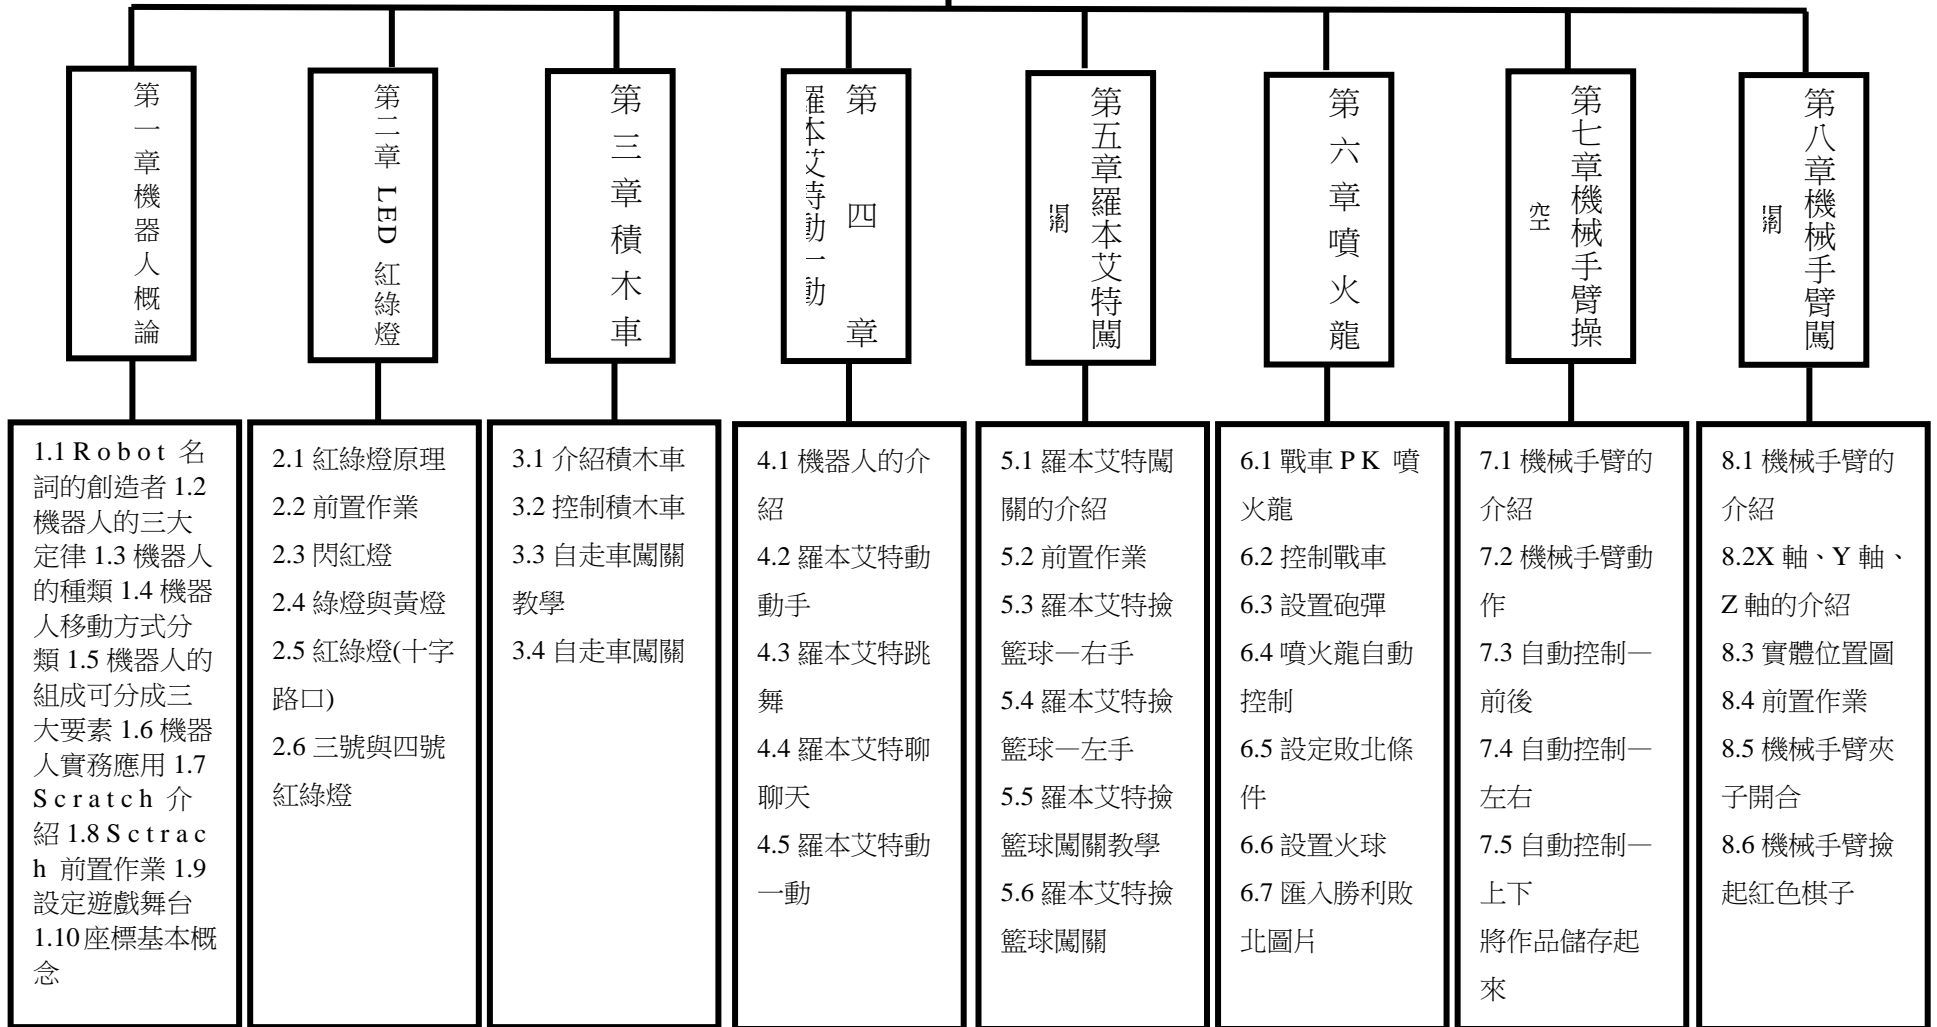 第一章機器人概論
第二章 LED 紅綠燈
第三章積木車
第四章
羅本艾特動一動
第五章羅本艾特闖
關
第六章噴火龍
第七章機械手臂操
空
第八章機械手臂闖
關
1.1 Robot 名
詞的創造者 1.2
機器人的三大
定律 1.3 機器人
的種類 1.4 機器
人移動方式分
類 1.5 機器人的
組成可分成三
大要素 1.6 機器
人實務應用 1.7
Scratch 介
紹 1.8 Sctrac
h 前置作業 1.9
設定遊戲舞台
1.10 座標基本概
念
2.1 紅綠燈原理
2.2 前置作業
2.3 閃紅燈
2.4 綠燈與黃燈
2.5 紅綠燈(十字
路口)
2.6 三號與四號
紅綠燈
3.1 介紹積木車
3.2 控制積木車
3.3 自走車闖關
教學
3.4 自走車闖關
4.1 機器人的介
紹
4.2 羅本艾特動
動手
4.3 羅本艾特跳
舞
4.4 羅本艾特聊
聊天
4.5 羅本艾特動
一動
5.1 羅本艾特闖
關的介紹
5.2 前置作業
5.3 羅本艾特撿
籃球—右手
5.4 羅本艾特撿
籃球—左手
5.5 羅本艾特撿
籃球闖關教學
5.6 羅本艾特撿
籃球闖關
6.1 戰車 PK 噴
火龍
6.2 控制戰車
6.3 設置砲彈
6.4 噴火龍自動
控制
6.5 設定敗北條
件
6.6 設置火球
6.7 匯入勝利敗
北圖片
7.1 機械手臂的
介紹
7.2 機械手臂動
作
7.3 自動控制—
前後
7.4 自動控制—
左右
7.5 自動控制—
上下
將作品儲存起
來
8.1 機械手臂的
介紹
8.2X 軸、Y 軸、
Z 軸的介紹
8.3 實體位置圖
8.4 前置作業
8.5 機械手臂夾
子開合
8.6 機械手臂撿
起紅色棋子